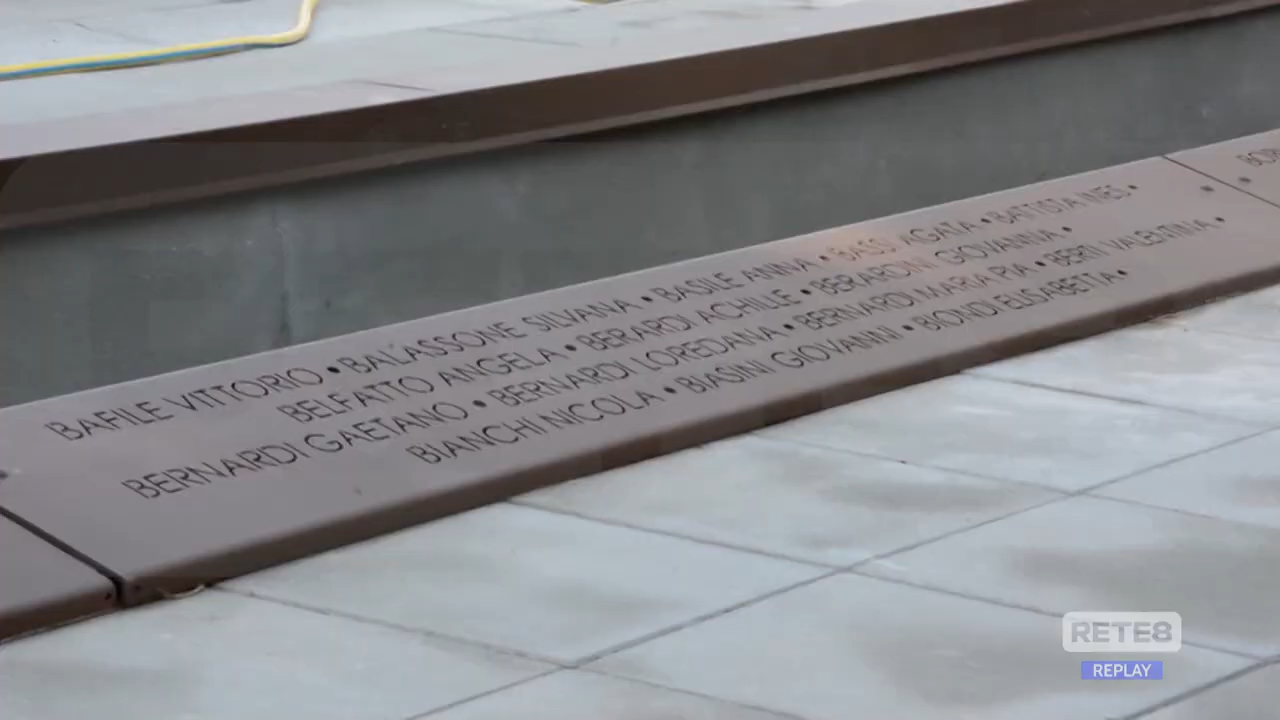 BAFILE VITTORIO • BALASSONE SILVANA • BASILE ANNA • BASSI AGATA • BATTISTA INES •
BELFATTO ANGELA • BERARDI ACHILLE • BERARDINI GIOVANNA •
BERNARDI GAETANO • BERNARDI LOREDANA • BERNARDI MARIA PIA • BERTI VALENTINA •
BIANCHI NICOLA • BIASINI GIOVANNI • BIONDI ELISABETTA •
RETE8
REPLAY